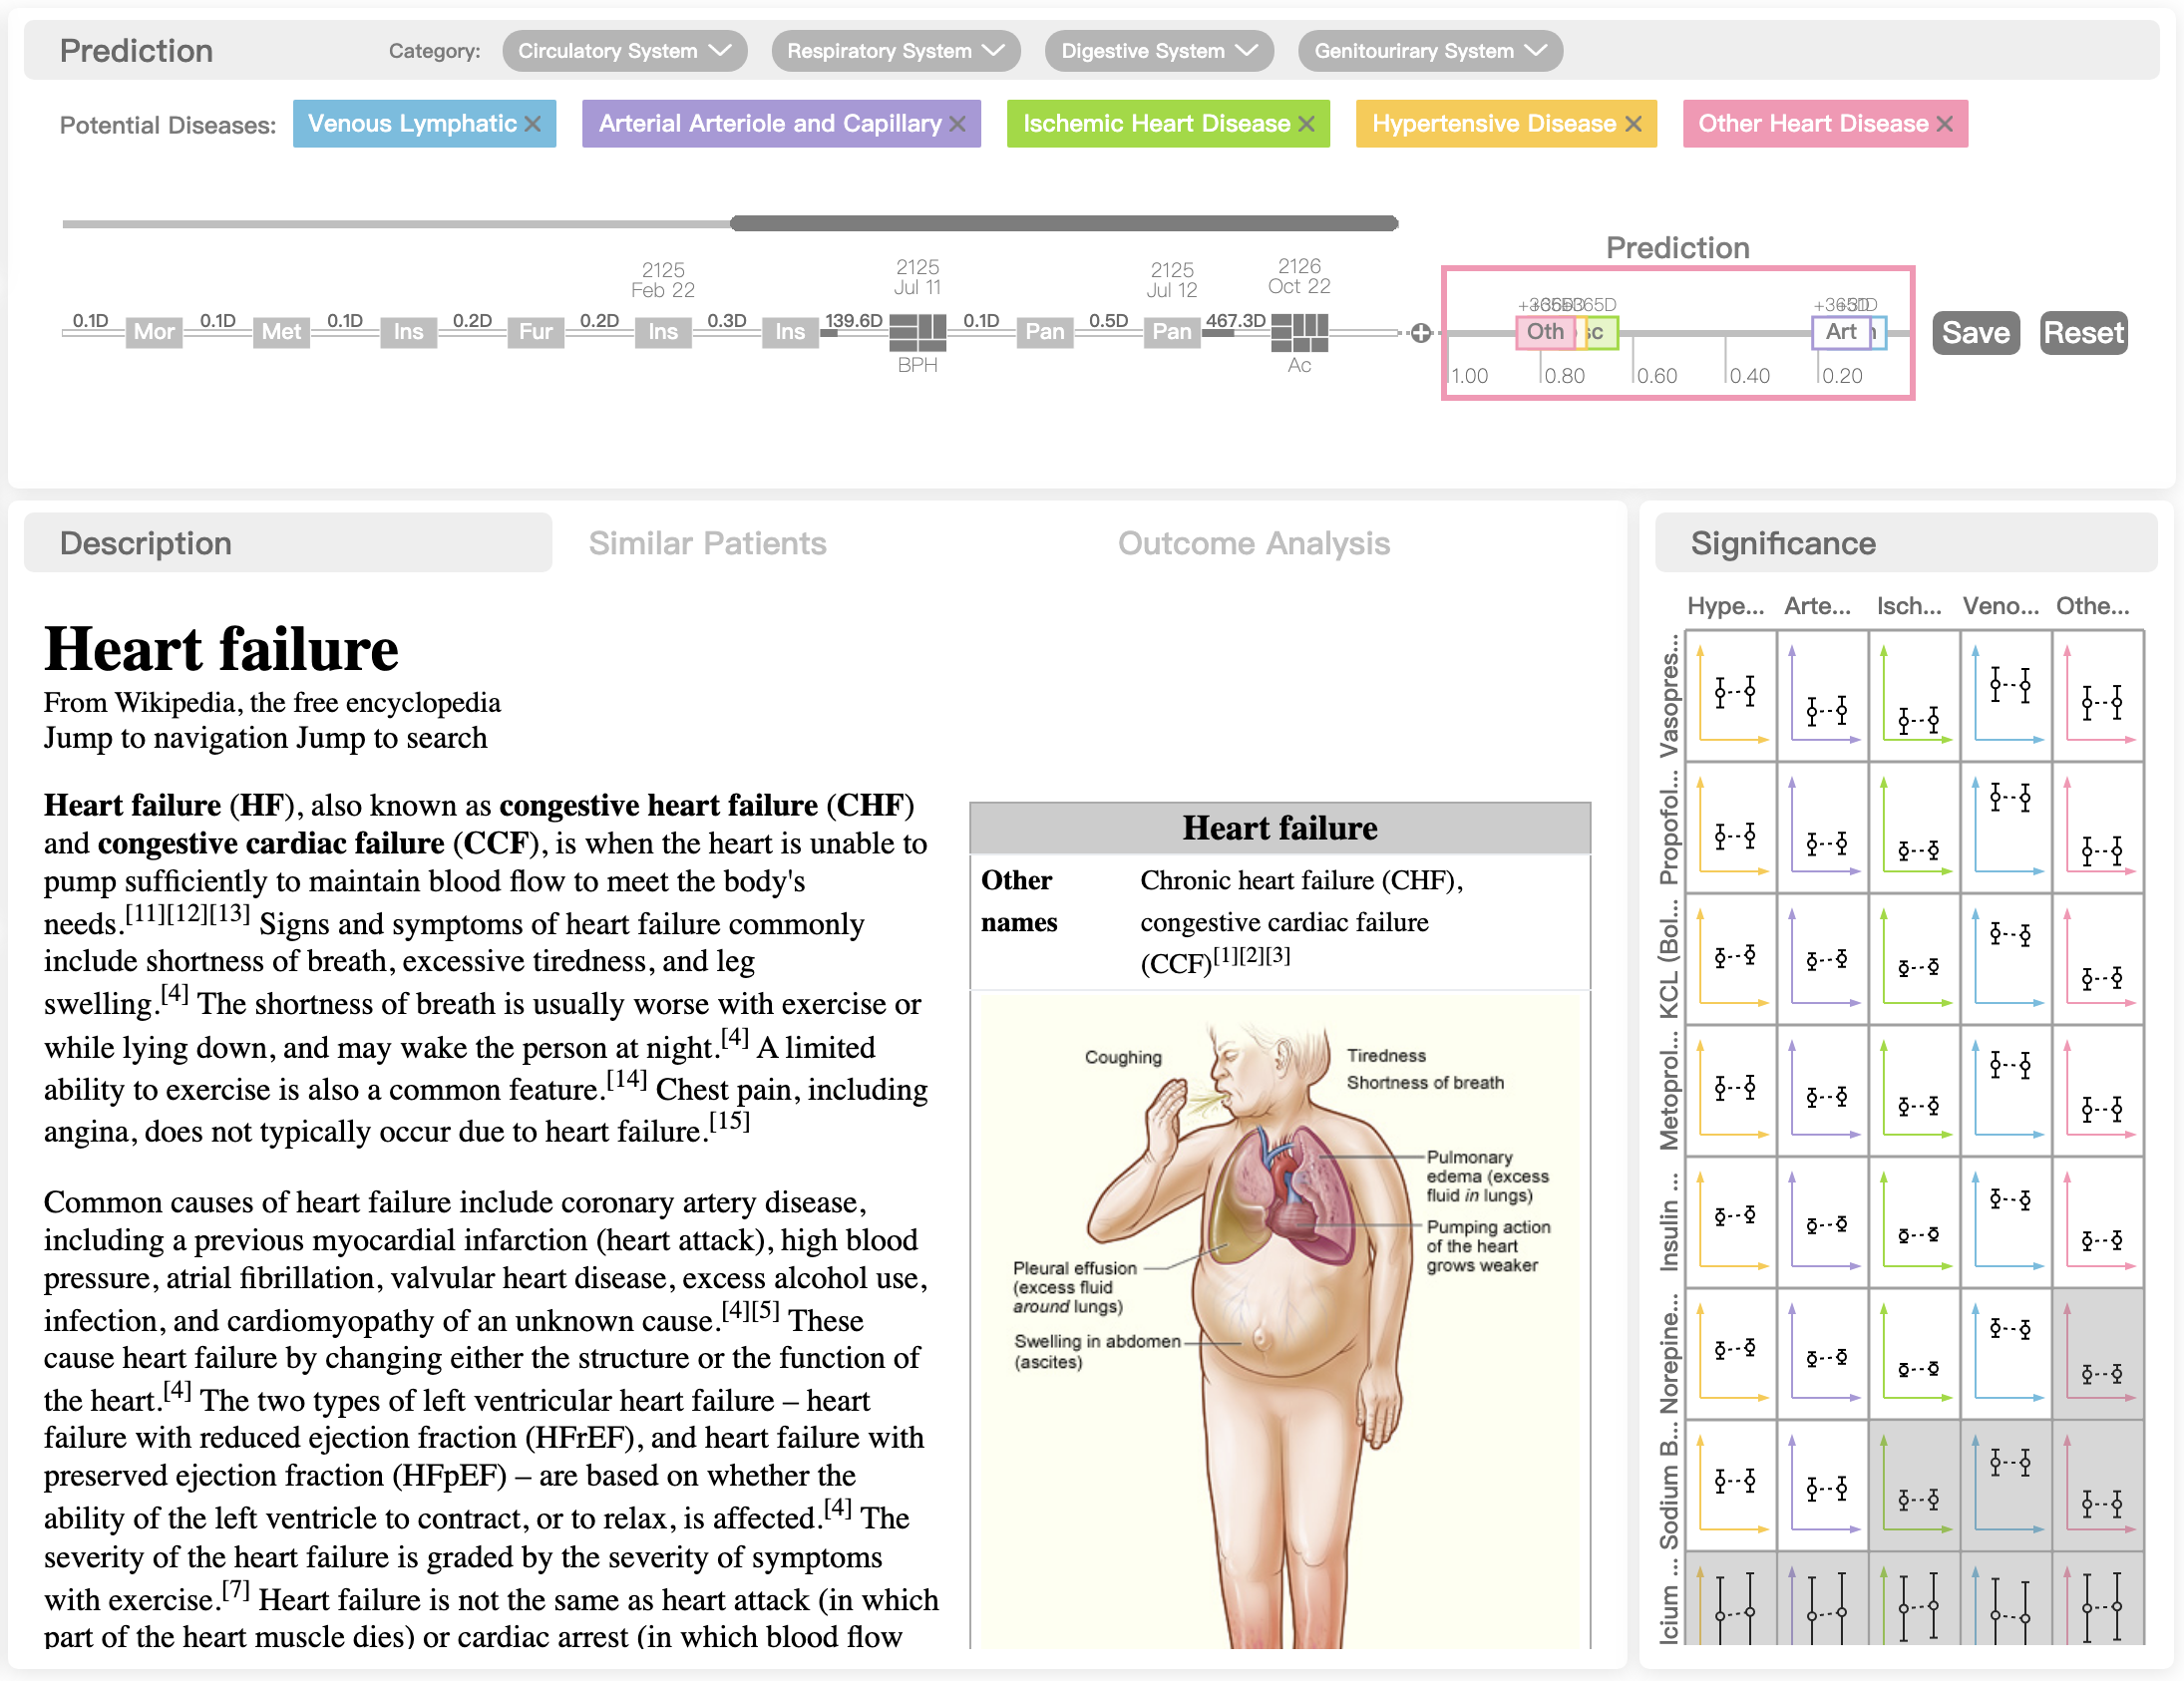 Prediction
Category:
Circulatory System
Respiratory System
Digestive System
Genitourirary System
Potential Diseases:
Venous Lymphatic
Arterial Arteriole and Capillary
Ischemic Heart Disease
Hypertensive Disease
Other Heart Disease
Prediction
2125
Feb 22
2125
Jul 11
2125
Jul 12
2126
Oct 22
0.1D Mor 0.1D Met 0.1D Ins 0.2D Fur 0.2D Ins 0.3D Ins 139.6D 0.1D Pan 0.5D Pan 467.3D
BPH
Ac
Oth sc Art
1.00 0.80 0.60 0.40 0.20
Save
Reset
Description
Similar Patients
Outcome Analysis
Heart failure
From Wikipedia, the free encyclopedia
Jump to navigation Jump to search
Heart failure (HF), also known as congestive heart failure (CHF)
and congestive cardiac failure (CCF), is when the heart is unable to
pump sufficiently to maintain blood flow to meet the body's
needs.[11][12][13] Signs and symptoms of heart failure commonly
include shortness of breath, excessive tiredness, and leg
swelling.[4] The shortness of breath is usually worse with exercise or
while lying down, and may wake the person at night.[4] A limited
ability to exercise is also a common feature.[14] Chest pain, including
angina, does not typically occur due to heart failure.[15]
Common causes of heart failure include coronary artery disease,
including a previous myocardial infarction (heart attack), high blood
pressure, atrial fibrillation, valvular heart disease, excess alcohol use,
infection, and cardiomyopathy of an unknown cause.[4][5] These
cause heart failure by changing either the structure or the function of
the heart.[4] The two types of left ventricular heart failure – heart
failure with reduced ejection fraction (HFrEF), and heart failure with
preserved ejection fraction (HFpEF) – are based on whether the
ability of the left ventricle to contract, or to relax, is affected.[4] The
severity of the heart failure is graded by the severity of symptoms
with exercise.[7] Heart failure is not the same as heart attack (in which
part of the heart muscle dies) or cardiac arrest (in which blood flow
Heart failure
Other
names
Chronic heart failure (CHF),
congestive cardiac failure
(CCF)[1][2][3]
Coughing
Tiredness
Shortness of breath
Pulmonary
edema (excess
fluid in lungs)
Pumping action
of the heart
grows weaker
Pleural effusion
(excess fluid
around lungs)
Swelling in abdomen
(ascites)
Significance
Hype... Arte... Isch... Veno... Othe...
Vasopres...
Propofol...
KCL (Bol...
Metoprol...
Insulin ...
Norepine...
Sodium B...
lcium ...